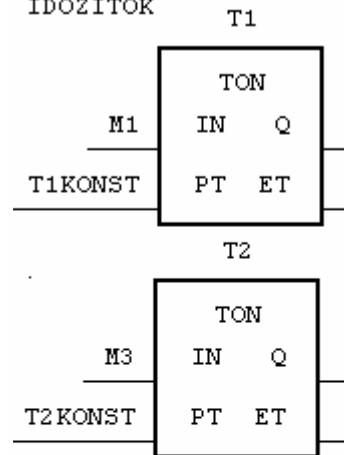 IDOZITOK
T1
TON
M1 IN Q
T1KONST PT ET
T2
TON
M3 IN Q
T2KONST PT ET